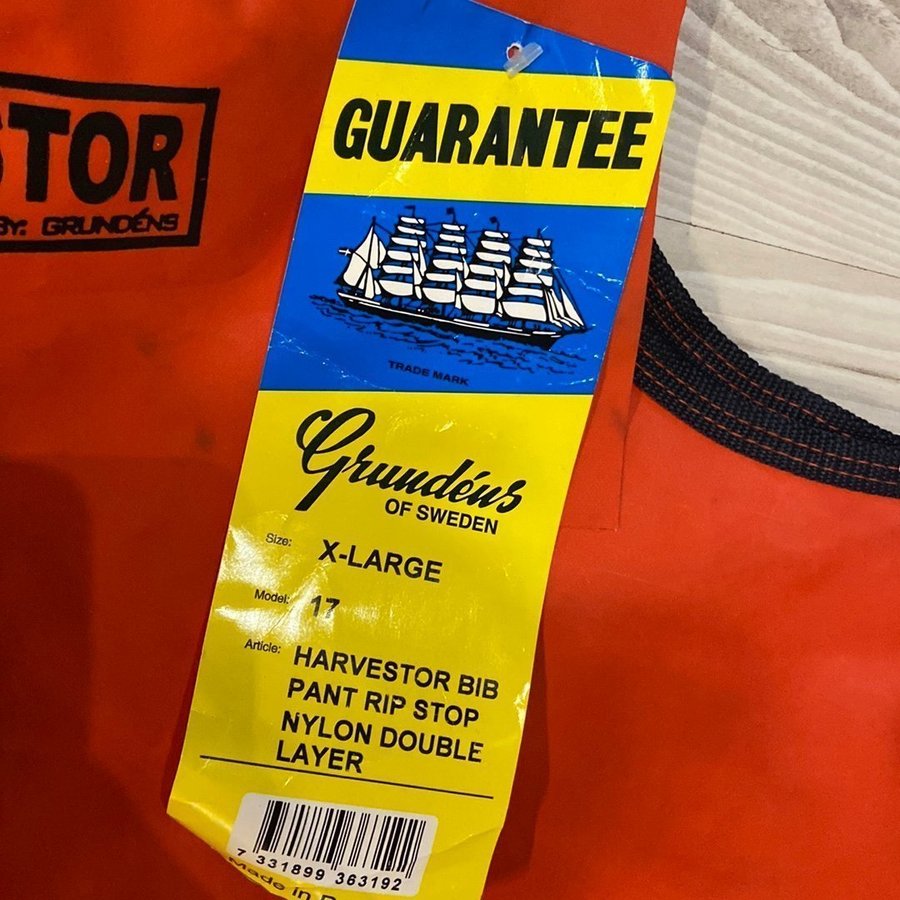 STOR
BY: GRUNDÉNS
GUARANTEE
TRADE MARK
Grundéns
OF SWEDEN
Size: X-LARGE
Model: 17
Article: HARVESTOR BIB
PANT RIP STOP
NYLON DOUBLE
LAYER
7 331899 363192
Made in